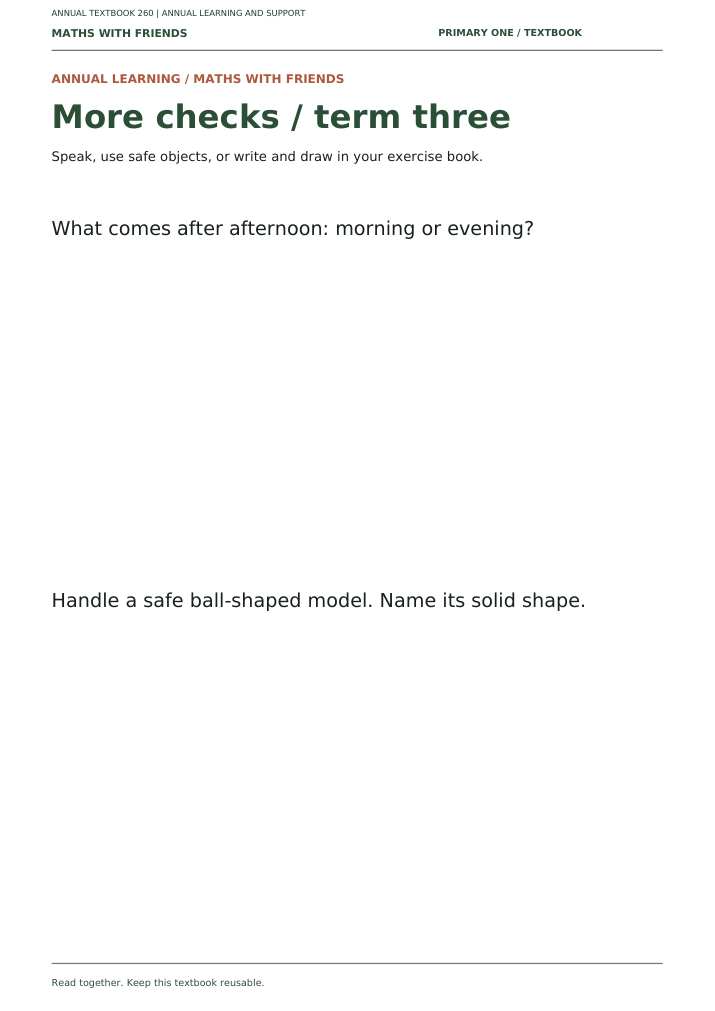 ANNUAL TEXTBOOK 260 | ANNUAL LEARNING AND SUPPORT
MATHS WITH FRIENDS
PRIMARY ONE / TEXTBOOK
ANNUAL LEARNING / MATHS WITH FRIENDS
More checks / term three
Speak, use safe objects, or write and draw in your exercise book.
What comes after afternoon: morning or evening?
Handle a safe ball-shaped model. Name its solid shape.
Read together. Keep this textbook reusable.